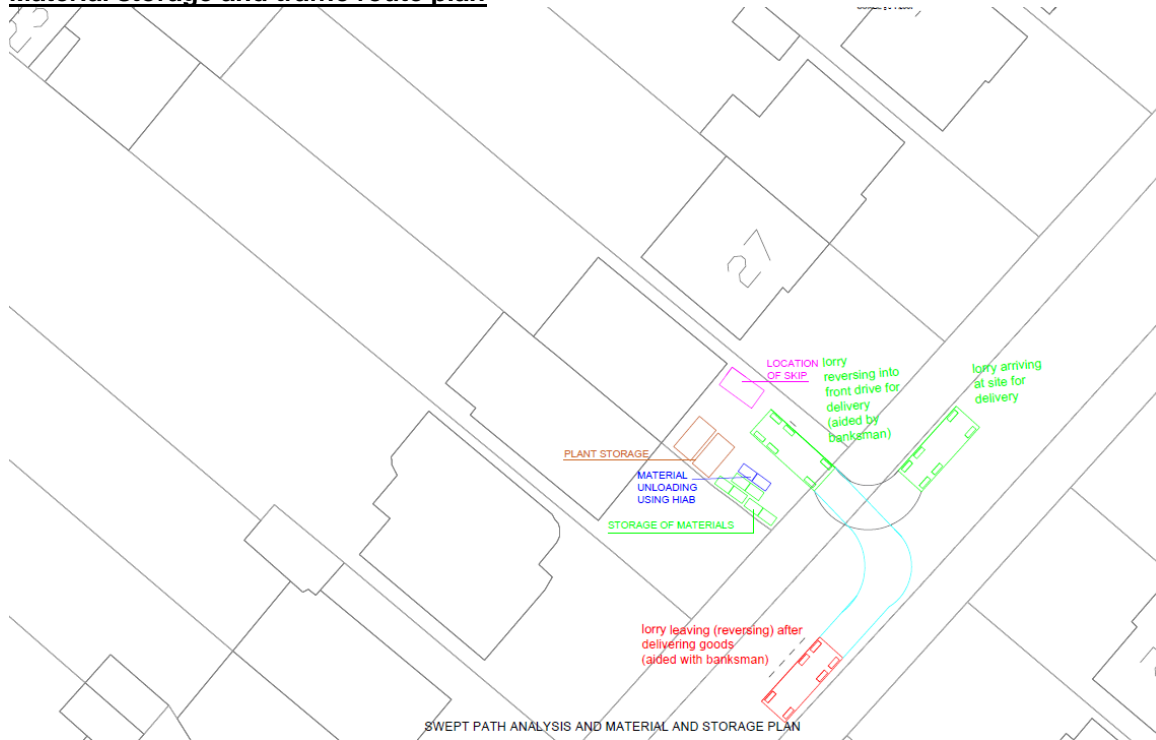 Material storage and traffic route plan
27
LOCATION
OF SKIP
lorry
reversing into
front drive for
delivery
(aided by
banksman)
lorry arriving
at site for
delivery
PLANT STORAGE
MATERIAL
UNLOADING
USING HIAB
STORAGE OF MATERIALS
lorry leaving (reversing) after
delivering goods
(aided with banksman)
SWEPT PATH ANALYSIS AND MATERIAL AND STORAGE PLAN